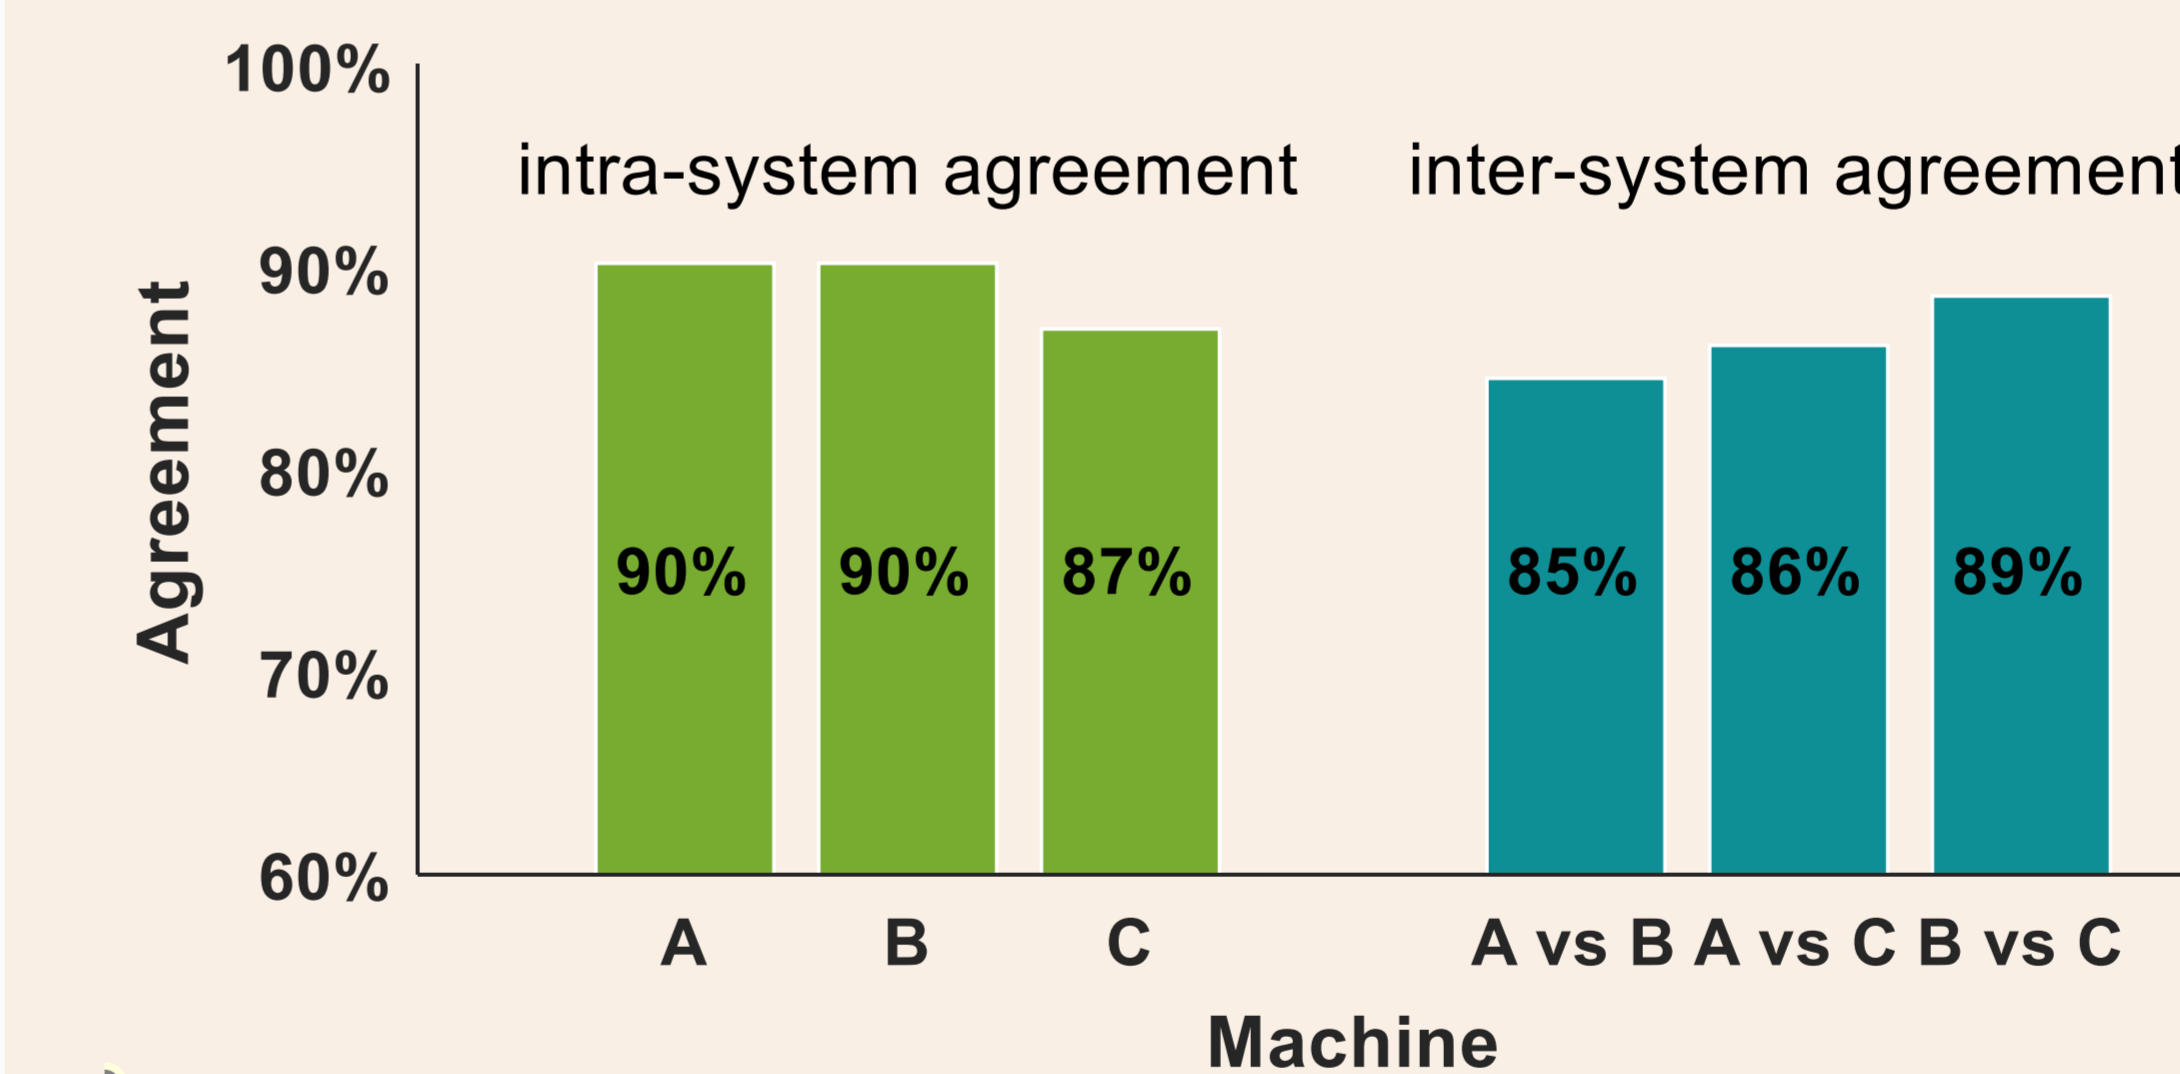 100%
intra-system agreement
inter-system agreement
90%
80%
70%
60%
Agreement
90%
90%
87%
85%
86%
89%
A
B
C
A vs B
A vs C
B vs C
Machine